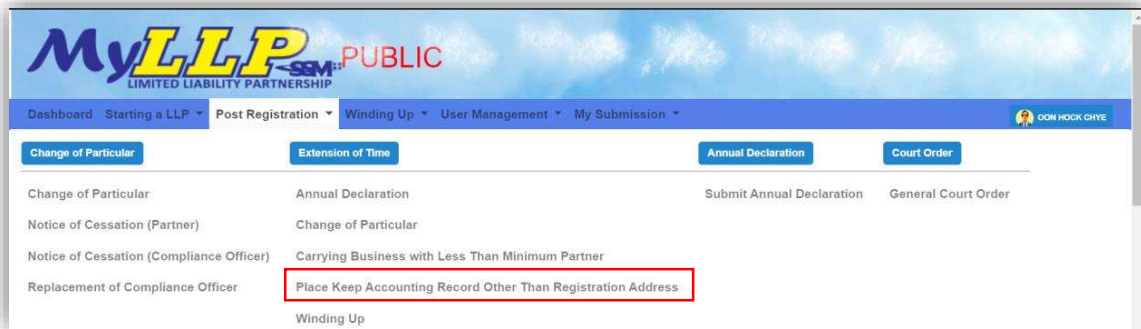 MyLLP SSM PUBLIC
LIMITED LIABILITY PARTNERSHIP
Dashboard Starting a LLP Post Registration Winding Up User Management My Submission OON HOCK CHYE
Change of Particular Extension of Time Annual Declaration Court Order
Change of Particular Annual Declaration Submit Annual Declaration General Court Order
Notice of Cessation (Partner) Change of Particular
Notice of Cessation (Compliance Officer) Carrying Business with Less Than Minimum Partner
Replacement of Compliance Officer Place Keep Accounting Record Other Than Registration Address
Winding Up